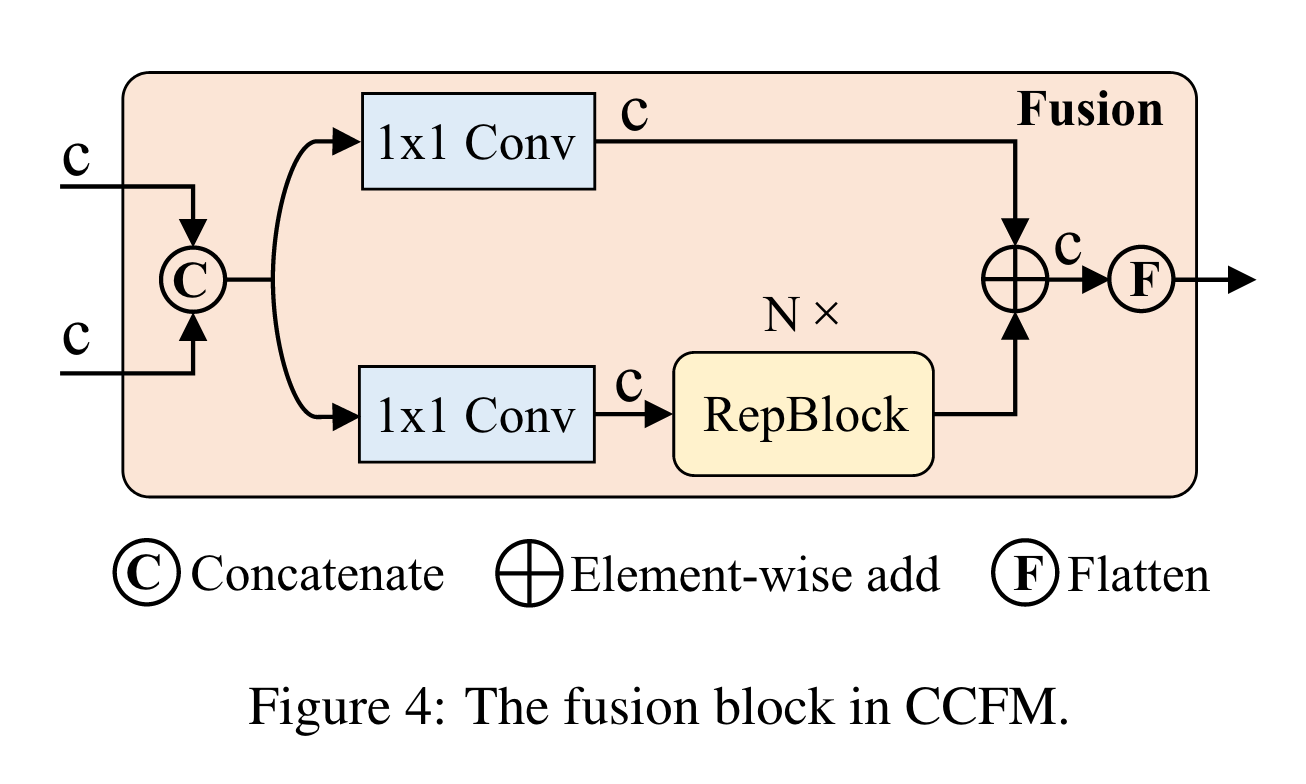 Fusion
c
1x1 Conv
c
c
C
c
F
N ×
c
1x1 Conv
c
RepBlock
C Concatenate
Element-wise add
F Flatten
Figure 4: The fusion block in CCFM.